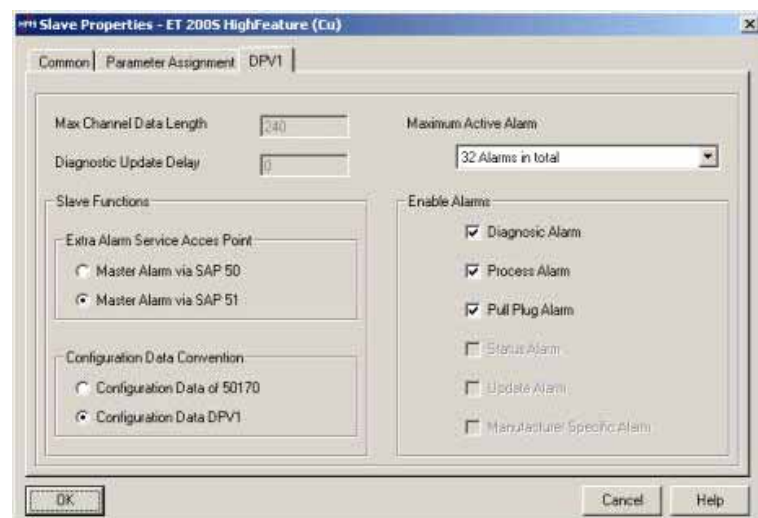 Slave Properties - ET 200S HighFeature (Cu)
Common
Parameter Assignment
DPV1
Max Channel Data Length
240
Maximum Active Alarm
Diagnostic Update Delay
0
32 Alarms in total
Slave Functions
Enable Alarms
Extra Alarm Service Acces Point
Master Alarm via SAP 50
Master Alarm via SAP 51
Diagnosic Alarm
Process Alarm
Pull Plug Alarm
Status Alarm
Update Alarm
Manufacturer Specific Alarm
Configuration Data Convention
Configuration Data of 50170
Configuration Data DPV1
OK
Cancel
Help